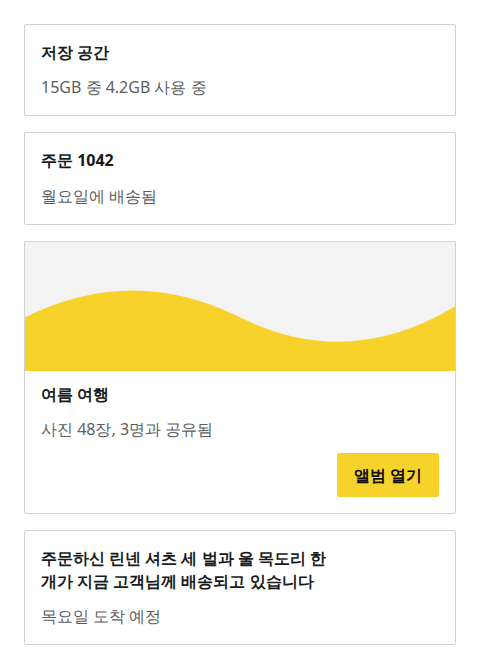 저장 공간
15GB 중 4.2GB 사용 중
주문 1042
월요일에 배송됨
여름 여행
사진 48장, 3명과 공유됨
앨범 열기
주문하신 린넨 셔츠 세 벌과 울 목도리 한
개가 지금 고객님께 배송되고 있습니다
목요일 도착 예정